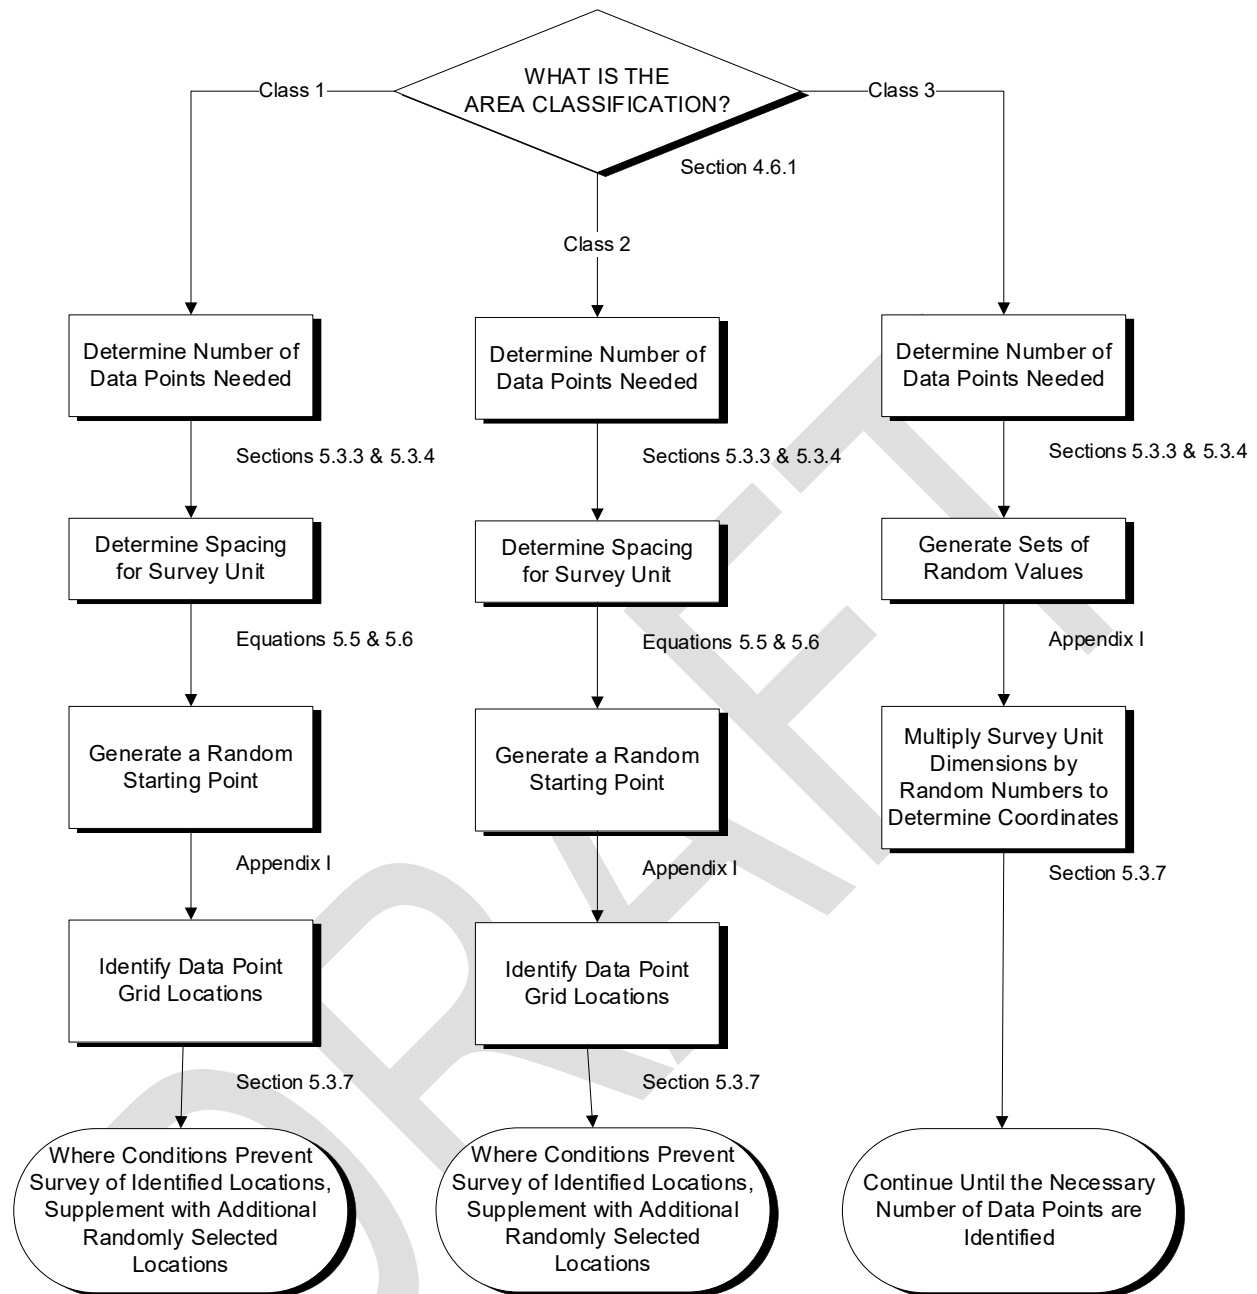 WHAT IS THE
AREA CLASSIFICATION?
Class 1
Class 3
Section 4.6.1
Class 2
Determine Number of
Data Points Needed
Determine Number of
Data Points Needed
Determine Number of
Data Points Needed
Sections 5.3.3 & 5.3.4
Sections 5.3.3 & 5.3.4
Sections 5.3.3 & 5.3.4
Determine Spacing
for Survey Unit
Determine Spacing
for Survey Unit
Generate Sets of
Random Values
Equations 5.5 & 5.6
Equations 5.5 & 5.6
Appendix I
Generate a Random
Starting Point
Generate a Random
Starting Point
Multiply Survey Unit
Dimensions by
Random Numbers to
Determine Coordinates
Appendix I
Appendix I
Section 5.3.7
Identify Data Point
Grid Locations
Identify Data Point
Grid Locations
Section 5.3.7
Section 5.3.7
Where Conditions Prevent
Survey of Identified Locations,
Supplement with Additional
Randomly Selected
Locations
Where Conditions Prevent
Survey of Identified Locations,
Supplement with Additional
Randomly Selected
Locations
Continue Until the Necessary
Number of Data Points are
Identified
DRAFT